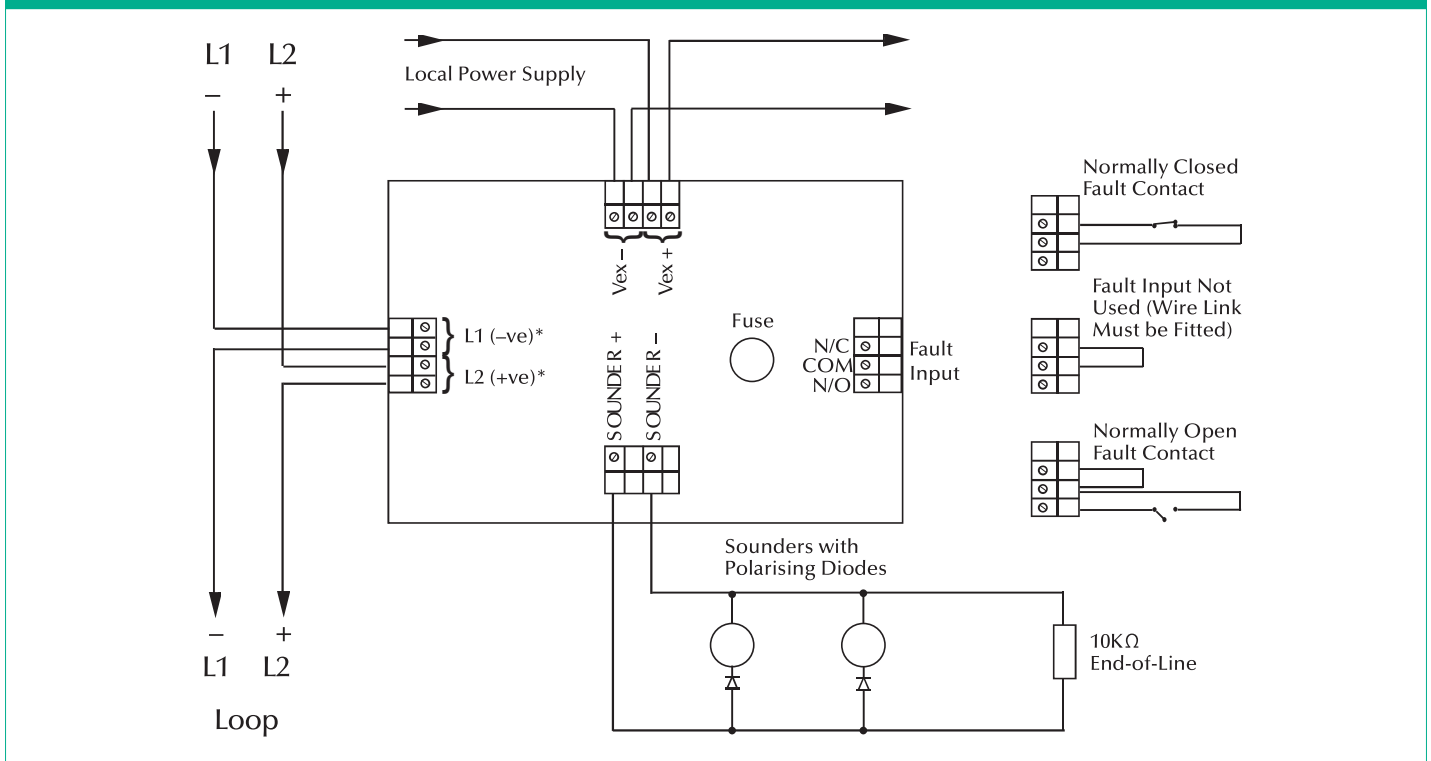 L1 L2
– +
Local Power Supply
Vex –
Vex +
L1 (–ve)*
L2 (+ve)*
SOUNDER +
SOUNDER –
Fuse
N/C
COM
N/O
Fault
Input
Normally Closed
Fault Contact
Fault Input Not
Used (Wire Link
Must be Fitted)
Normally Open
Fault Contact
Sounders with
Polarising Diodes
10KΩ
End-of-Line
– +
L1 L2
Loop